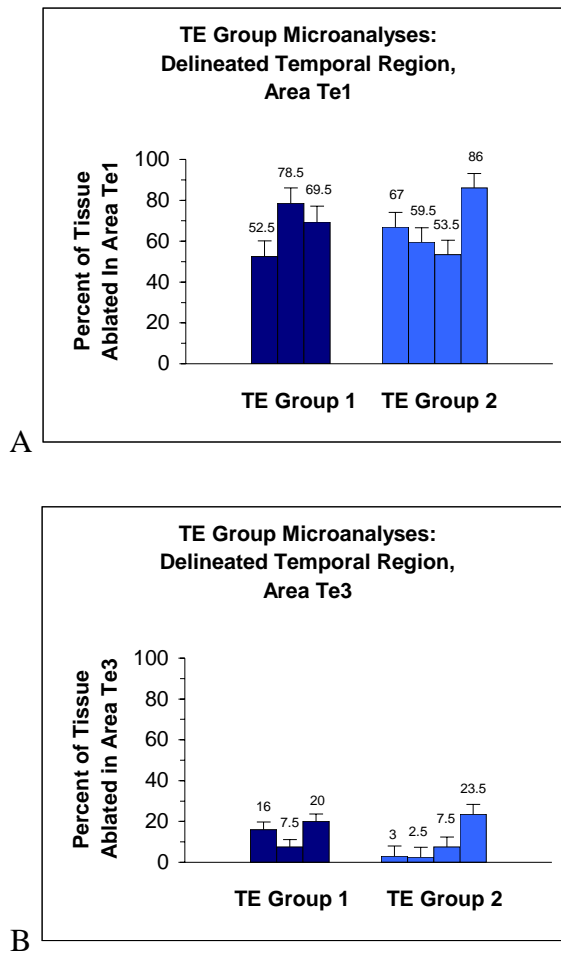 TE Group Microanalyses:
Delineated Temporal Region,
Area Te1
Percent of Tissue
Ablated In Area Te1
100
80
60
40
20
0
52.5
78.5
69.5
67
59.5
53.5
86
TE Group 1
TE Group 2
A
TE Group Microanalyses:
Delineated Temporal Region,
Area Te3
Percent of Tissue
Ablated in Area Te3
100
80
60
40
20
0
16
7.5
20
3
2.5
7.5
23.5
TE Group 1
TE Group 2
B